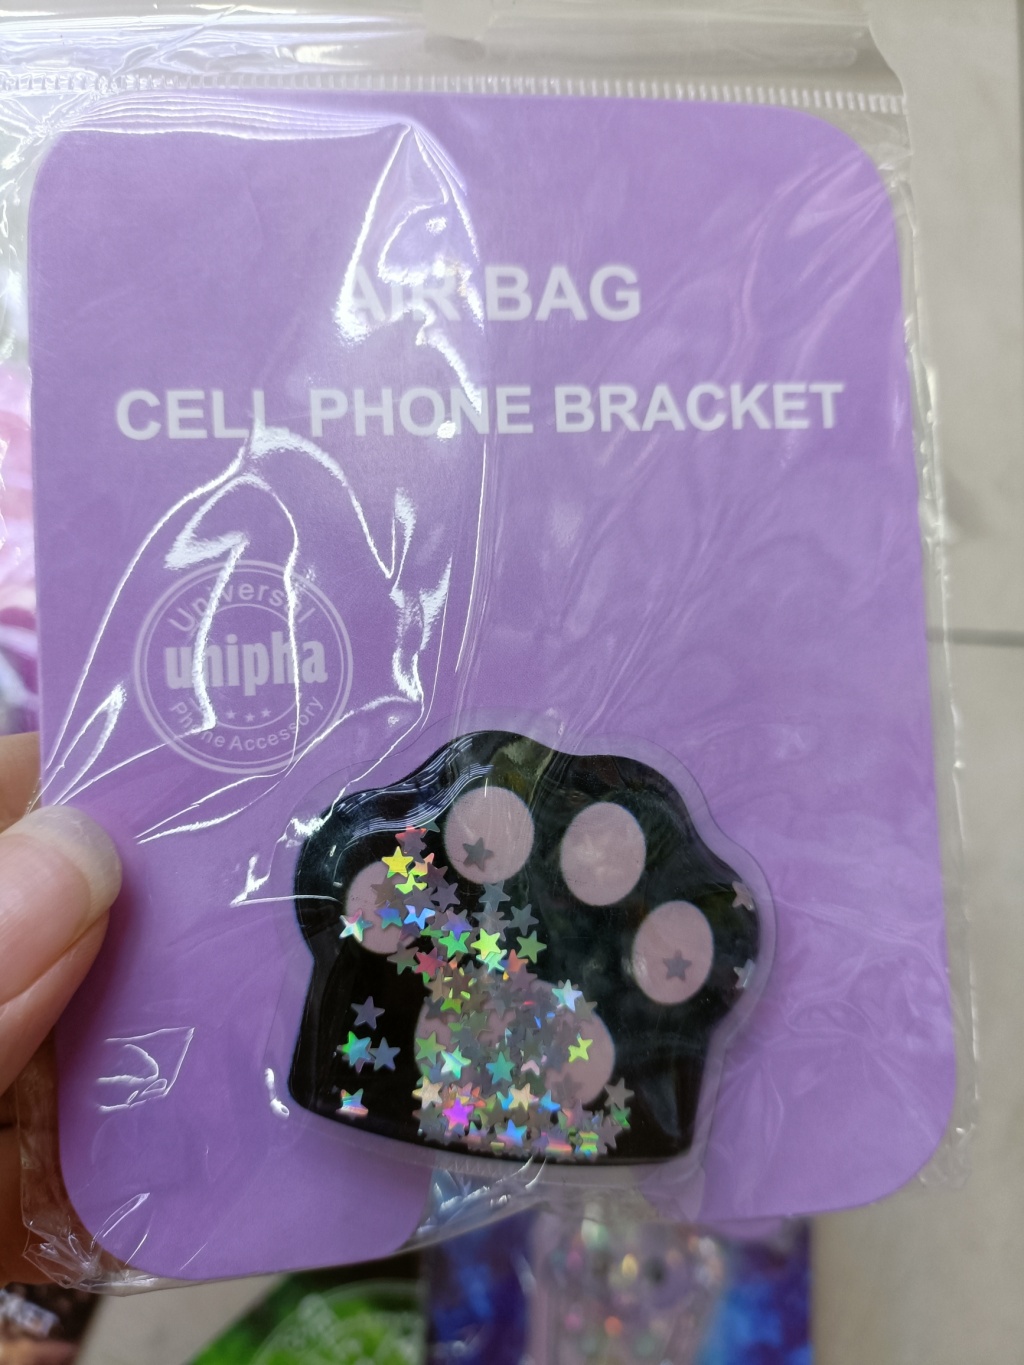 AIR BAG
CELL PHONE BRACKET
Universal
unipha
Phone Accessory